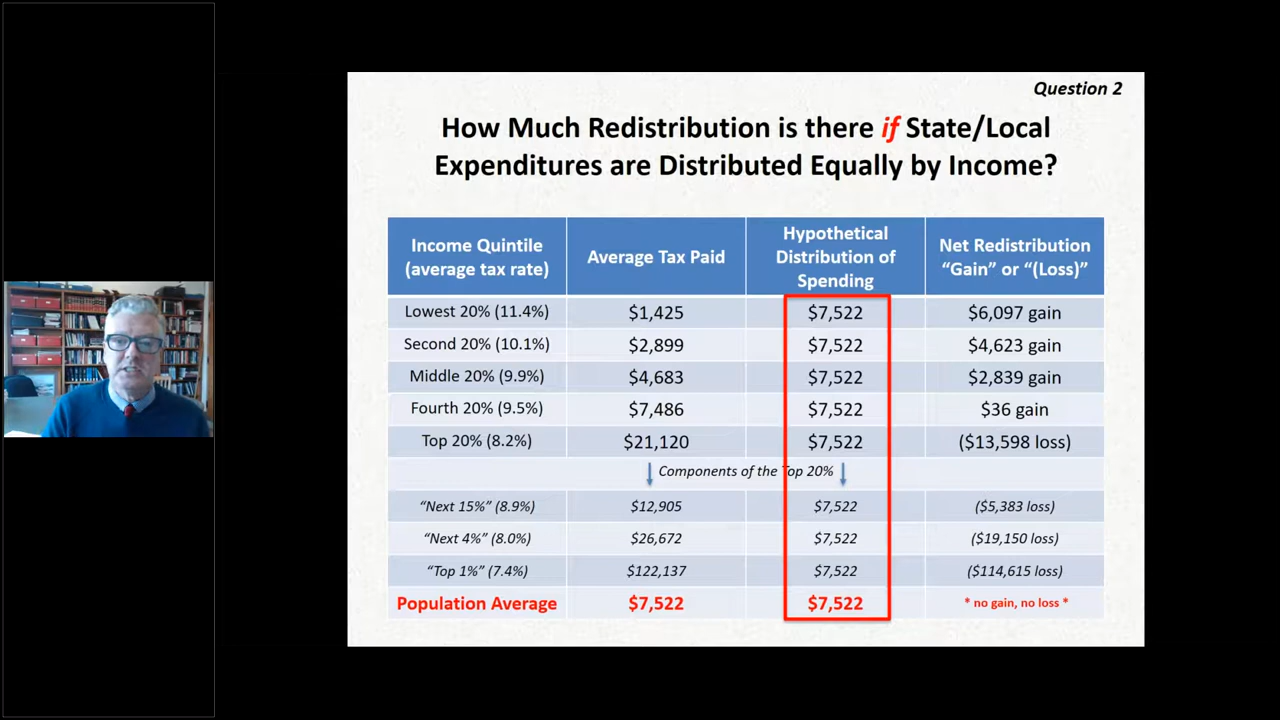 Question 2
How Much Redistribution is there if State/Local
Expenditures are Distributed Equally by Income?
Income Quintile
(average tax rate)
Average Tax Paid
Hypothetical
Distribution of
Spending
Net Redistribution
“Gain” or “(Loss)”
Lowest 20% (11.4%) $1,425 $7,522 $6,097 gain
Second 20% (10.1%) $2,899 $7,522 $4,623 gain
Middle 20% (9.9%) $4,683 $7,522 $2,839 gain
Fourth 20% (9.5%) $7,486 $7,522 $36 gain
Top 20% (8.2%) $21,120 $7,522 ($13,598 loss)
Components of the Top 20%
“Next 15%” (8.9%) $12,905 $7,522 ($5,383 loss)
“Next 4%” (8.0%) $26,672 $7,522 ($19,150 loss)
“Top 1%” (7.4%) $122,137 $7,522 ($114,615 loss)
Population Average $7,522 $7,522 * no gain, no loss *